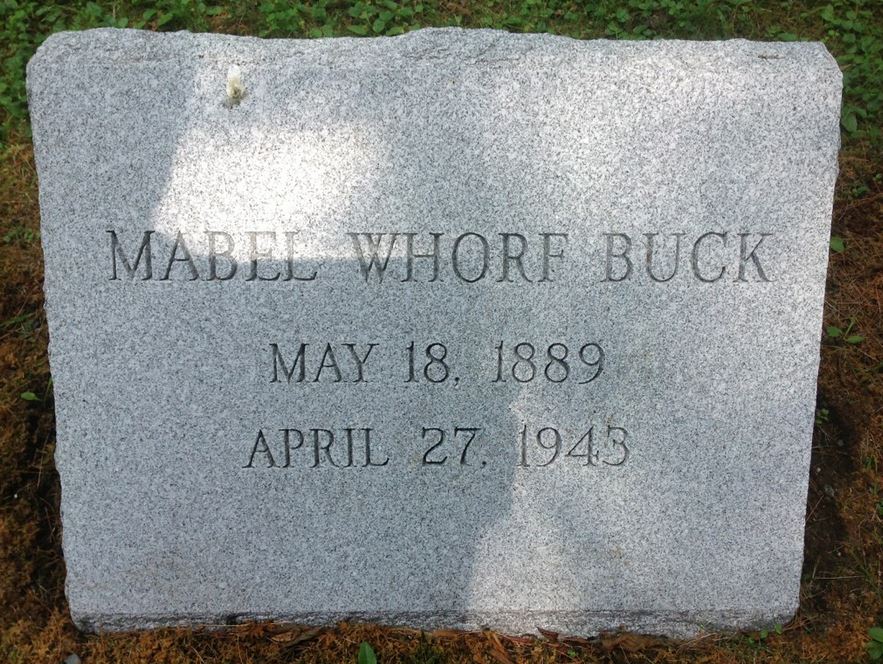 MABEL WHORF BUCK
MAY 18, 1889
APRIL 27, 1943